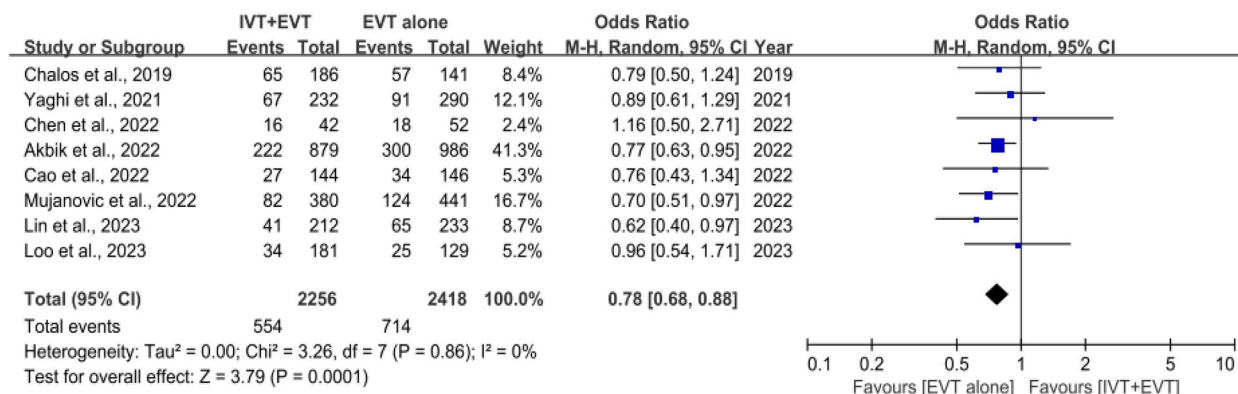 IVT+EVT EVT alone Odds Ratio Odds Ratio
Study or Subgroup Events Total Events Total Weight M-H, Random, 95% CI Year M-H, Random, 95% CI
Chalos et al., 2019 65 186 57 141 8.4% 0.79 [0.50, 1.24] 2019
Yaghi et al., 2021 67 232 91 290 12.1% 0.89 [0.61, 1.29] 2021
Chen et al., 2022 16 42 18 52 2.4% 1.16 [0.50, 2.71] 2022
Akbik et al., 2022 222 879 300 986 41.3% 0.77 [0.63, 0.95] 2022
Cao et al., 2022 27 144 34 146 5.2% 0.76 [0.43, 1.34] 2022
Mujanovic et al., 2022 82 380 124 441 16.7% 0.70 [0.51, 0.97] 2022
Lin et al., 2023 41 212 65 233 8.7% 0.62 [0.40, 0.97] 2023
Loo et al., 2023 34 181 25 129 5.2% 0.96 [0.54, 1.71] 2023
Total (95% CI) 2256 2418 100.0% 0.78 [0.68, 0.88]
Total events 554 714
Heterogeneity: Tau² = 0.00; Chi² = 3.26, df = 7 (P = 0.86); I² = 0%
Test for overall effect: Z = 3.79 (P = 0.0001)
0.1 0.2 0.5 1 2 5 10
Favours [EVT alone] Favours [IVT+EVT]